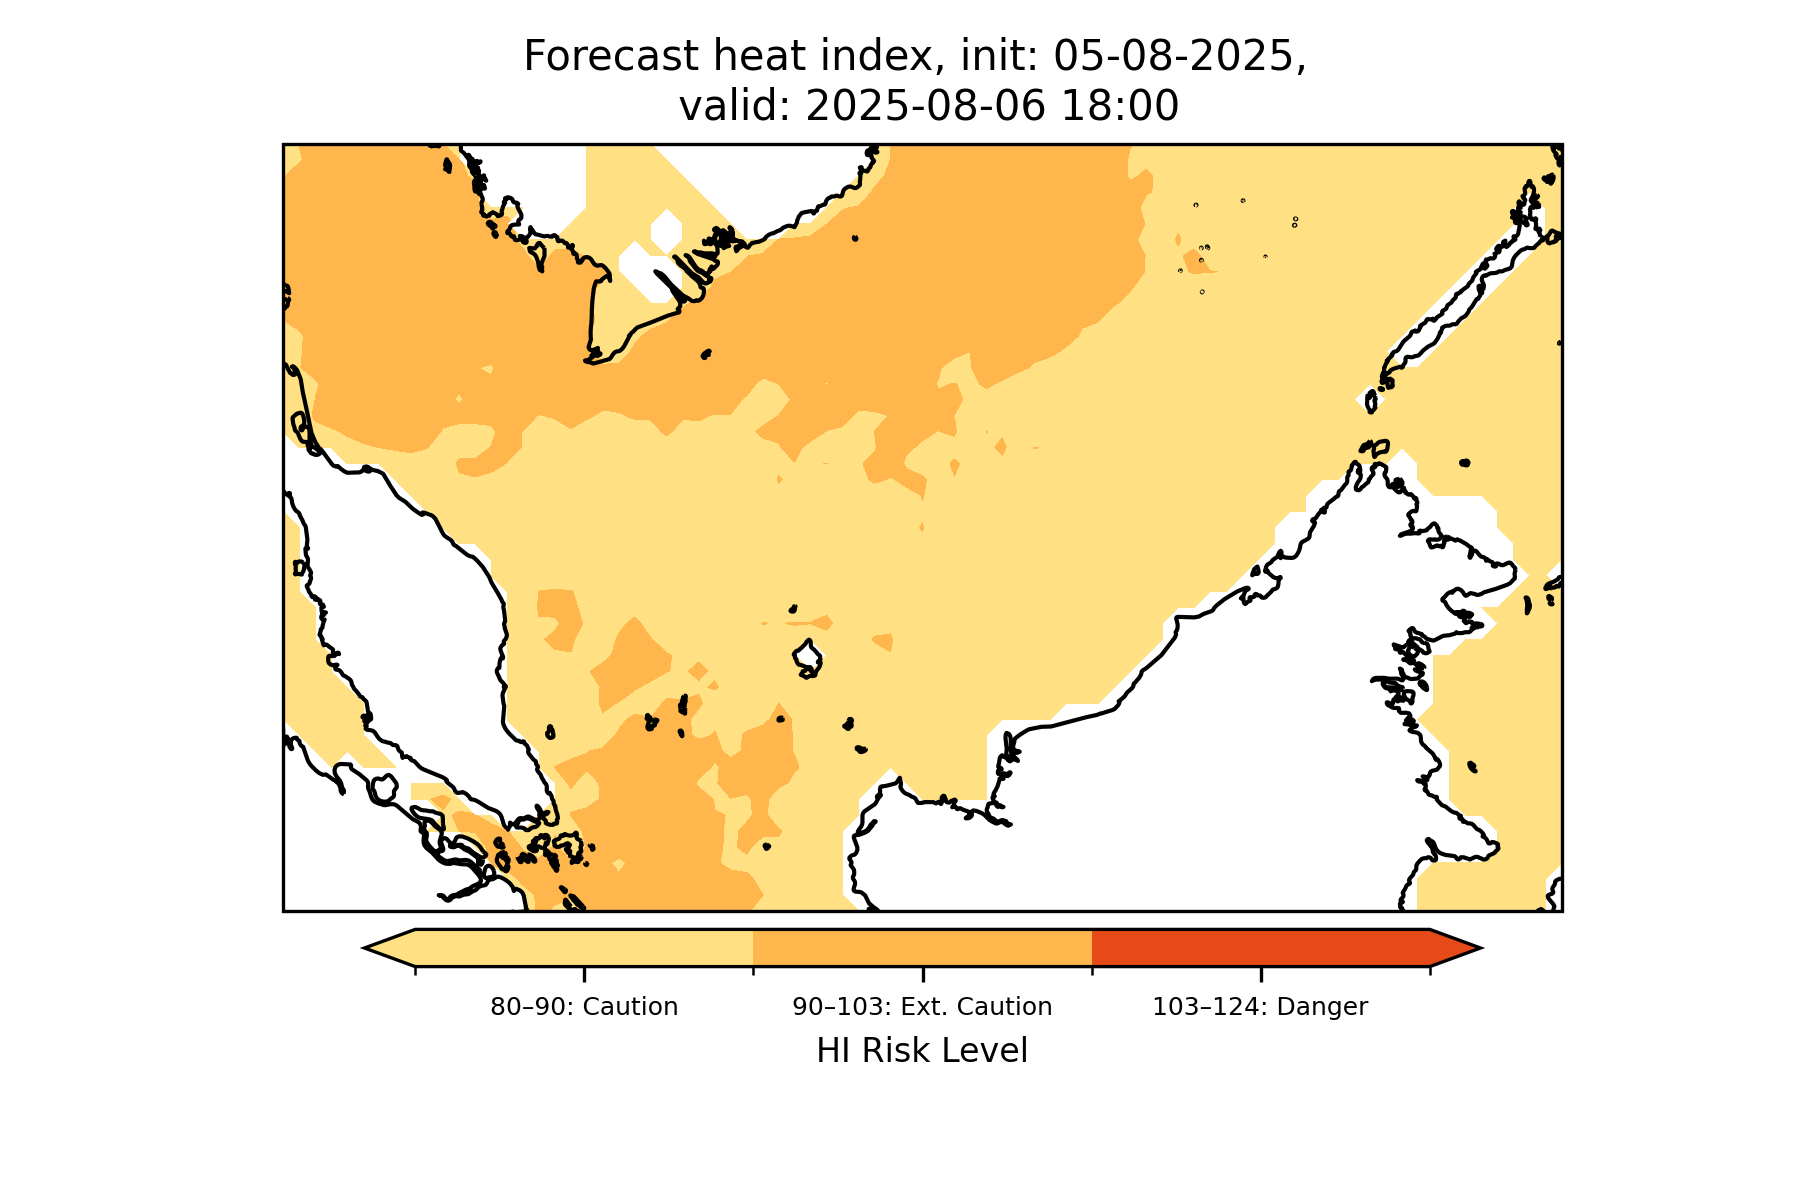 Forecast heat index, init: 05-08-2025,
valid: 2025-08-06 18:00
80–90: Caution
90–103: Ext. Caution
103–124: Danger
HI Risk Level